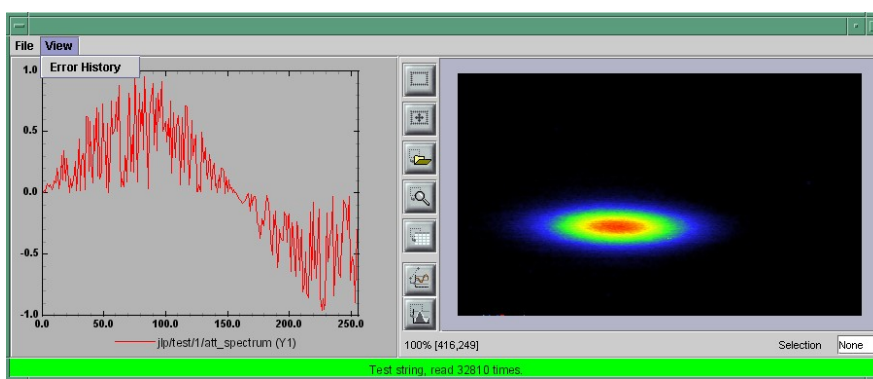 File View
Error History
1.0
0.5
0.0
-0.5
-1.0
0.0 50.0 100.0 150.0 200.0 250.0
jlp/test/1/att_spectrum (Y1)
100% [416,249]
Selection None
Test string, read 32810 times.